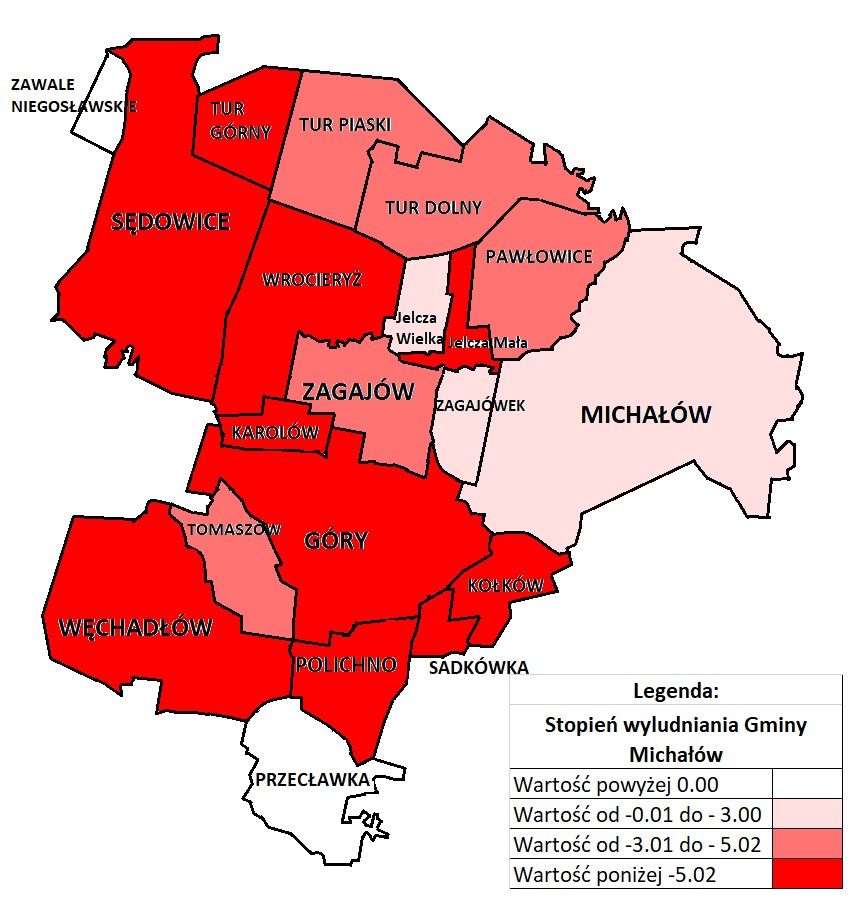 ZAWALE
NIEGOSŁAWSKIE
TUR
GÓRNY
TUR PIASKI
SĘDOWICE
TUR DOLNY
PAWŁOWICE
WROCIERYŻ
Jelcza
Wielka
Jelcza Mała
ZAGAJÓW
ZAGAJÓWEK
MICHAŁÓW
KAROLÓW
TOMASZÓW
GÓRY
KOŁKÓW
WĘCHADŁÓW
POLICHNO
SADKÓWKA
PRZECŁAWKA
Legenda:
Stopień wyludniania Gminy
Michałów
Wartość powyżej 0.00
Wartość od -0.01 do - 3.00
Wartość od -3.01 do - 5.02
Wartość poniżej -5.02